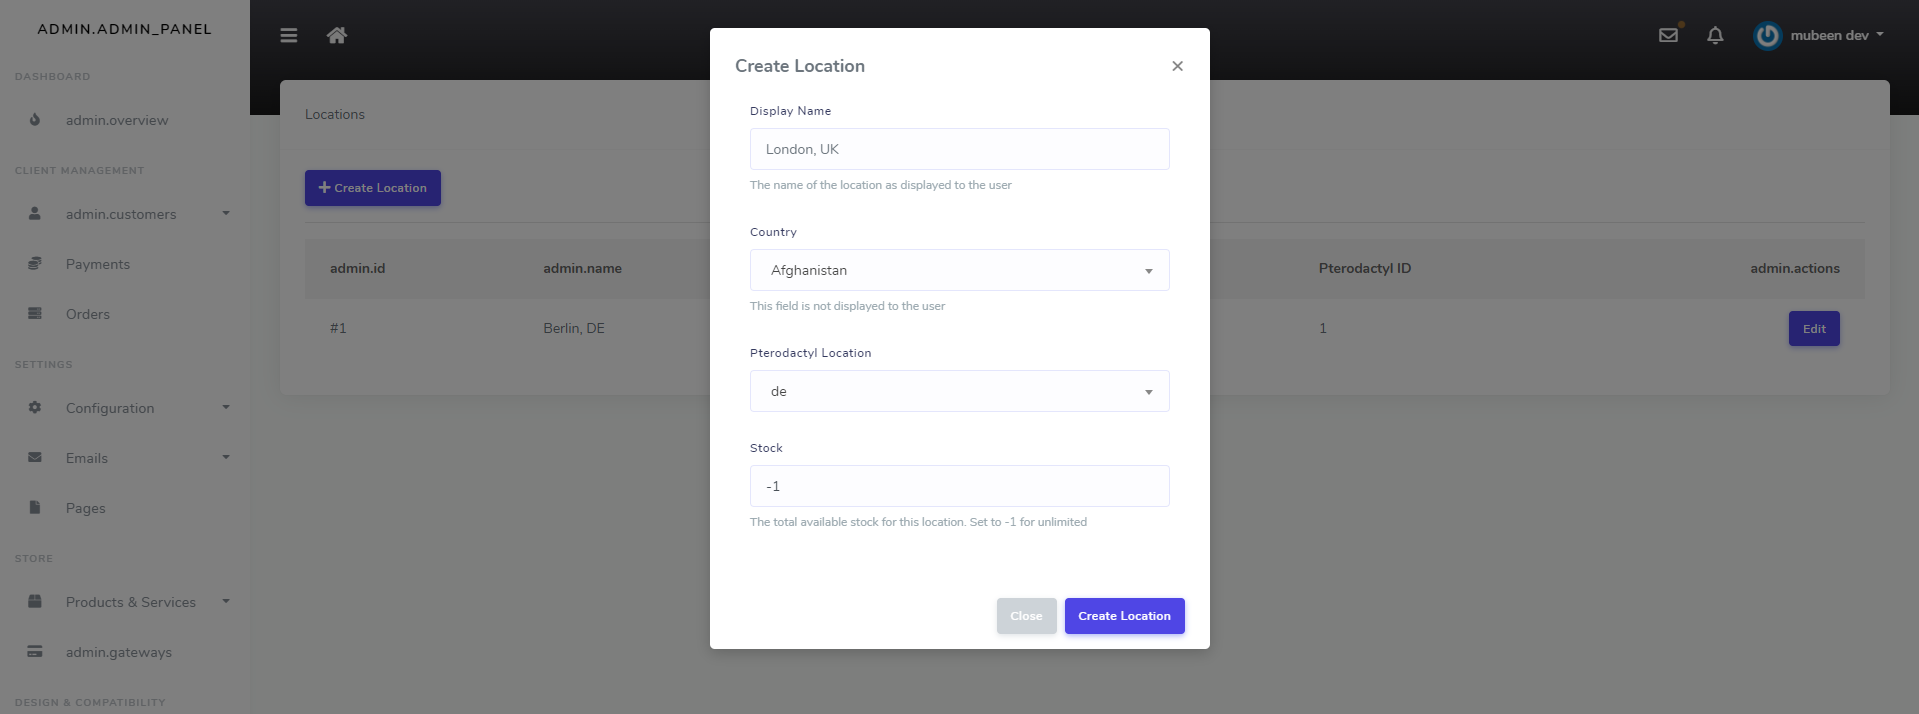 ADMIN.ADMIN_PANEL
DASHBOARD
admin.overview
CLIENT MANAGEMENT
admin.customers
Payments
Orders
SETTINGS
Configuration
Emails
Pages
STORE
Products & Services
admin.gateways
DESIGN & COMPATIBILITY
mubeen dev
Locations
Create Location
admin.id admin.name Pterodactyl ID admin.actions
#1 Berlin, DE 1 Edit
Create Location
Display Name
London, UK
The name of the location as displayed to the user
Country
Afghanistan
This field is not displayed to the user
Pterodactyl Location
de
Stock
-1
The total available stock for this location. Set to -1 for unlimited
Close Create Location